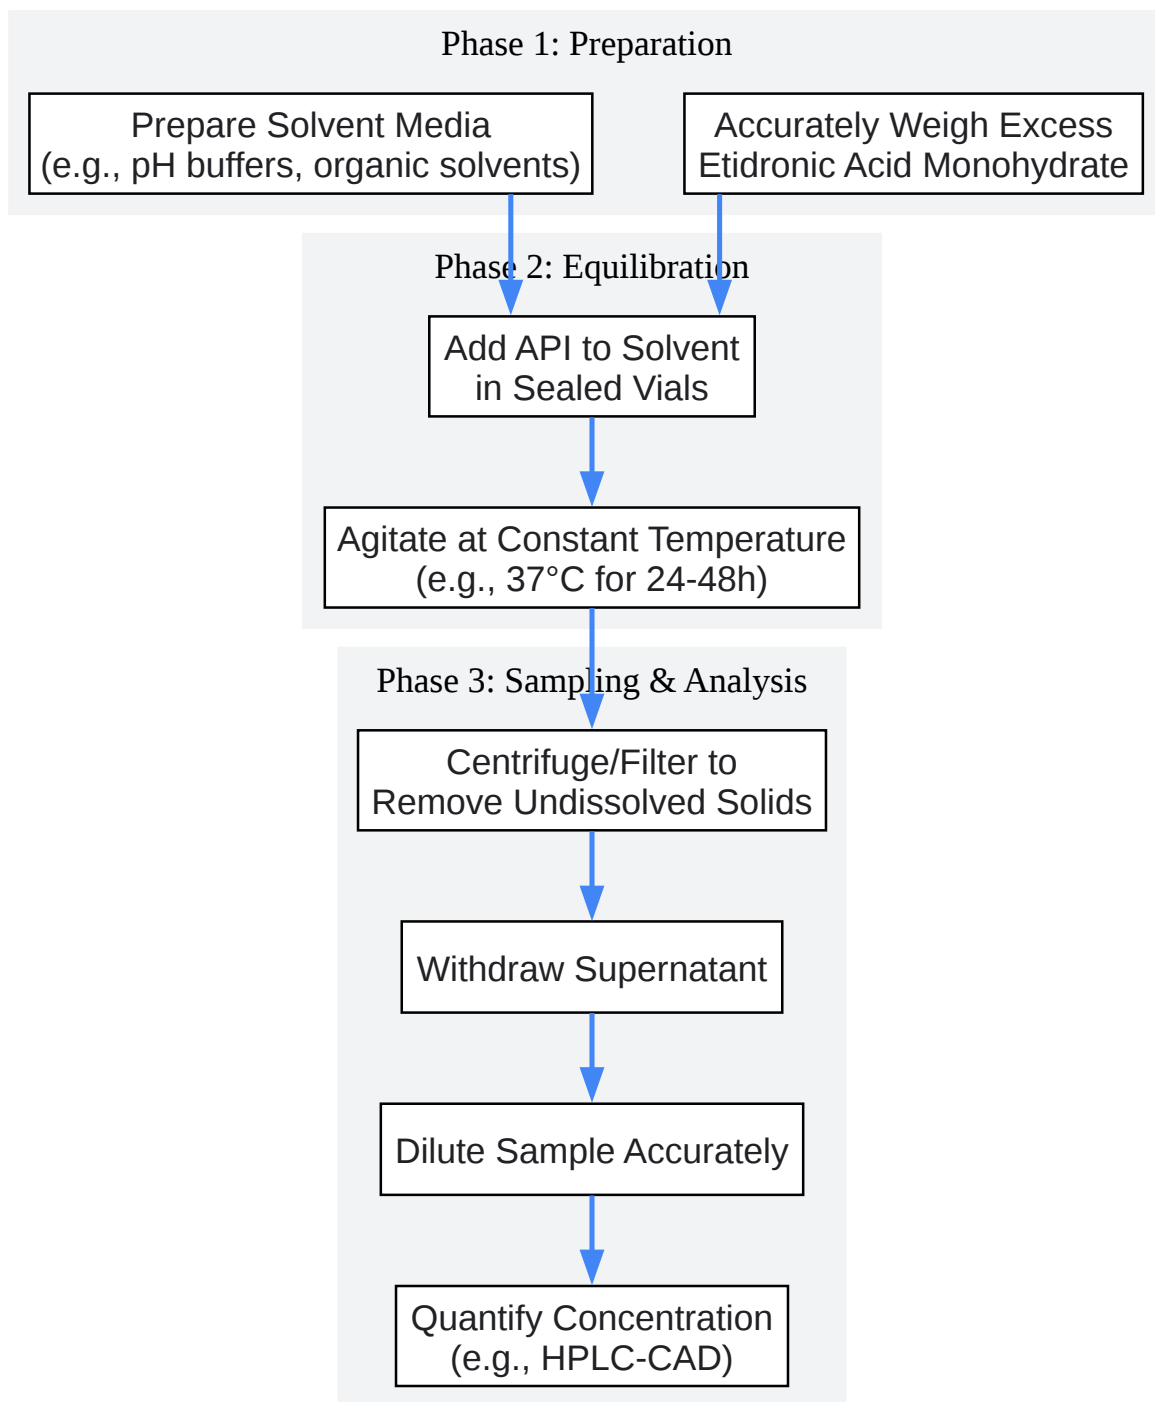 Phase 1: Preparation
Prepare Solvent Media
(e.g., pH buffers, organic solvents)
Accurately Weigh Excess
Etidronic Acid Monohydrate
Phase 2: Equilibration
Add API to Solvent
in Sealed Vials
Agitate at Constant Temperature
(e.g., 37°C for 24-48h)
Phase 3: Sampling & Analysis
Centrifuge/Filter to
Remove Undissolved Solids
Withdraw Supernatant
Dilute Sample Accurately
Quantify Concentration
(e.g., HPLC-CAD)